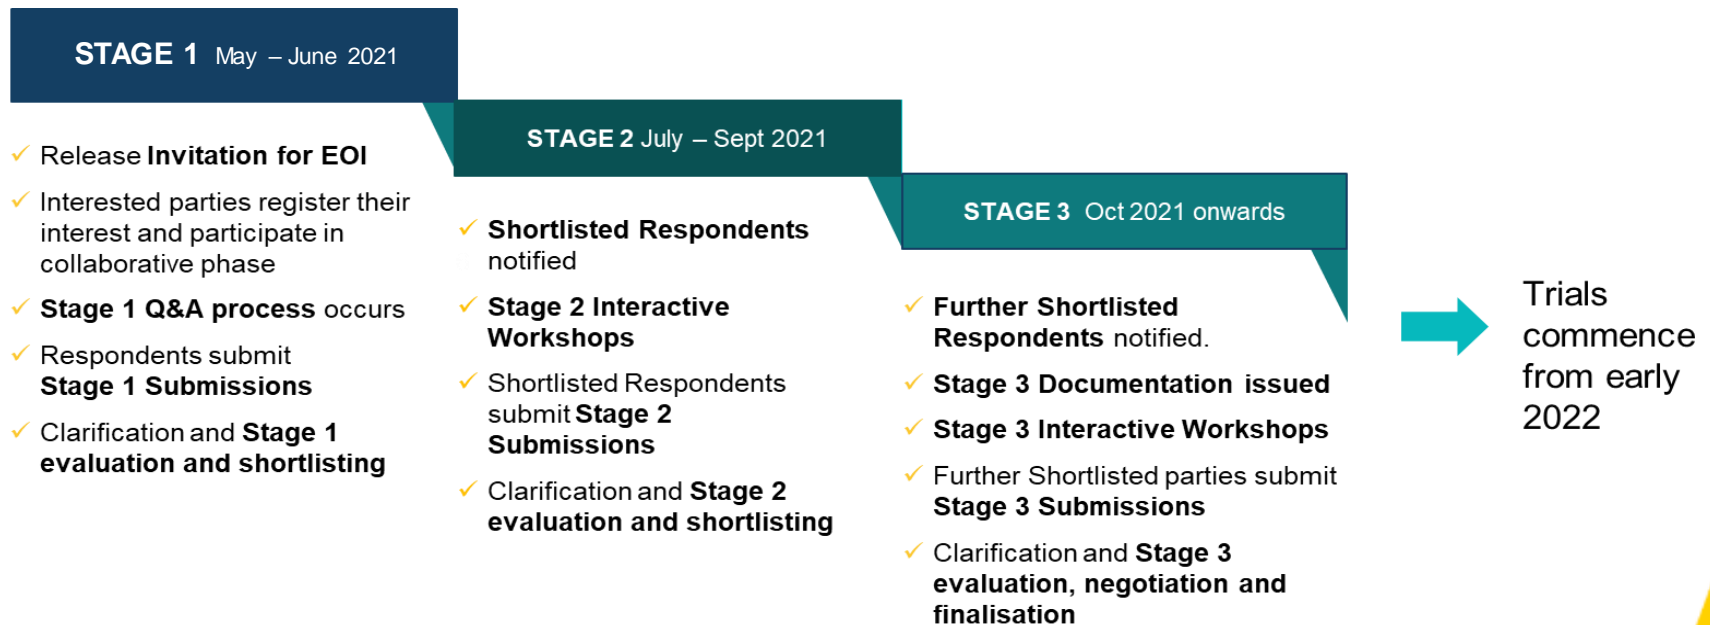 STAGE 1 May – June 2021
Release Invitation for EOI
Interested parties register their
interest and participate in
collaborative phase
Stage 1 Q&A process occurs
Respondents submit
Stage 1 Submissions
Clarification and Stage 1
evaluation and shortlisting
STAGE 2 July – Sept 2021
Shortlisted Respondents
notified
Stage 2 Interactive
Workshops
Shortlisted Respondents
submit Stage 2
Submissions
Clarification and Stage 2
evaluation and shortlisting
STAGE 3 Oct 2021 onwards
Further Shortlisted
Respondents notified.
Stage 3 Documentation issued
Stage 3 Interactive Workshops
Further Shortlisted parties submit
Stage 3 Submissions
Clarification and Stage 3
evaluation, negotiation and
finalisation
Trials
commence
from early
2022